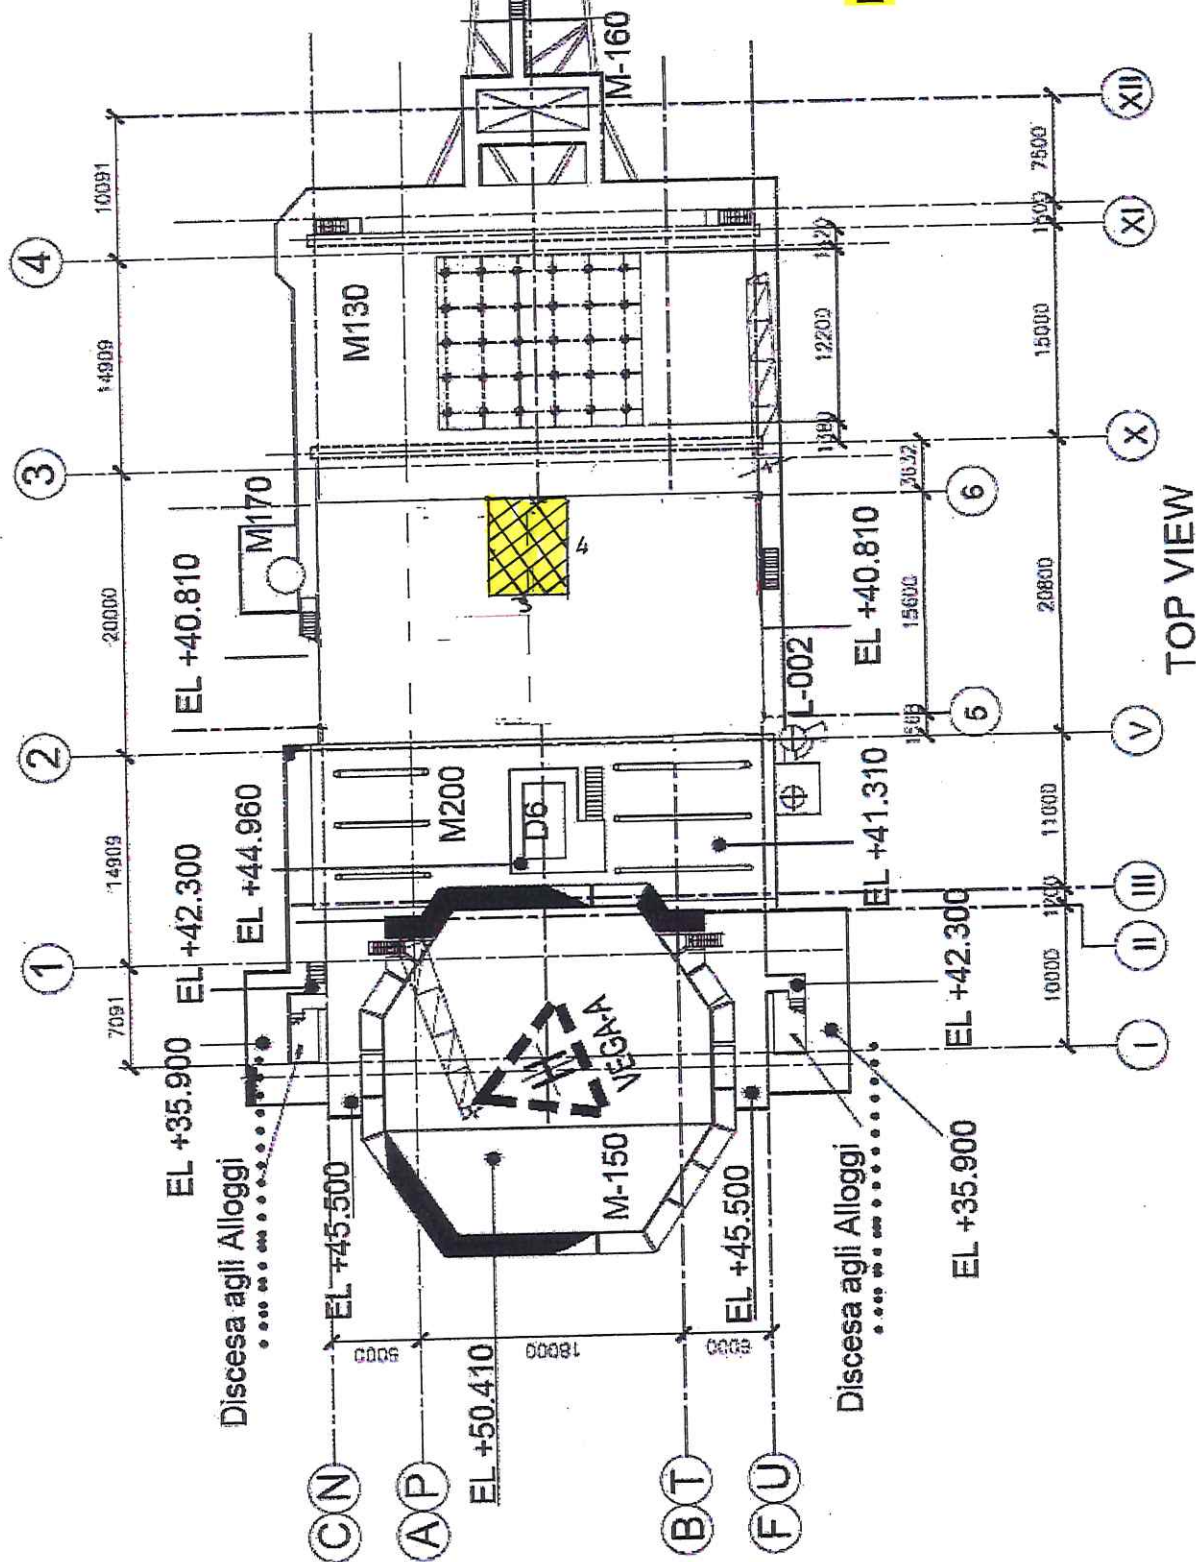 4
3
2
1
10091
14909
20000
14909
7091
M-160
M130
M170
EL +40.810
EL +44.960
EL +42.300
EL +35.900
Discesa agli Alloggi
EL +45.500
M200
D6
4
3
VEGA-A
M-150
EL +50.410
6000
18000
6000
C N
A P
B T
F U
EL +45.500
Discesa agli Alloggi
EL +35.900
EL +42.300
EL +41.310
L-002
EL +40.810
12200
3632
15600
6
5
7500
15000
20800
11000
1200
10000
XII
XI
X
V
III
II
I
TOP VIEW